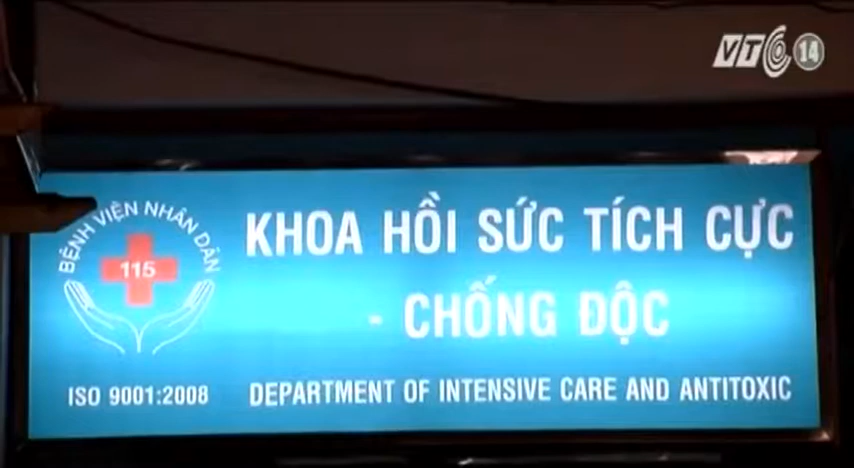 VTC 14
BỆNH VIỆN NHÂN DÂN
115
ISO 9001:2008
KHOA HỒI SỨC TÍCH CỰC
- CHỐNG ĐỘC
DEPARTMENT OF INTENSIVE CARE AND ANTITOXIC